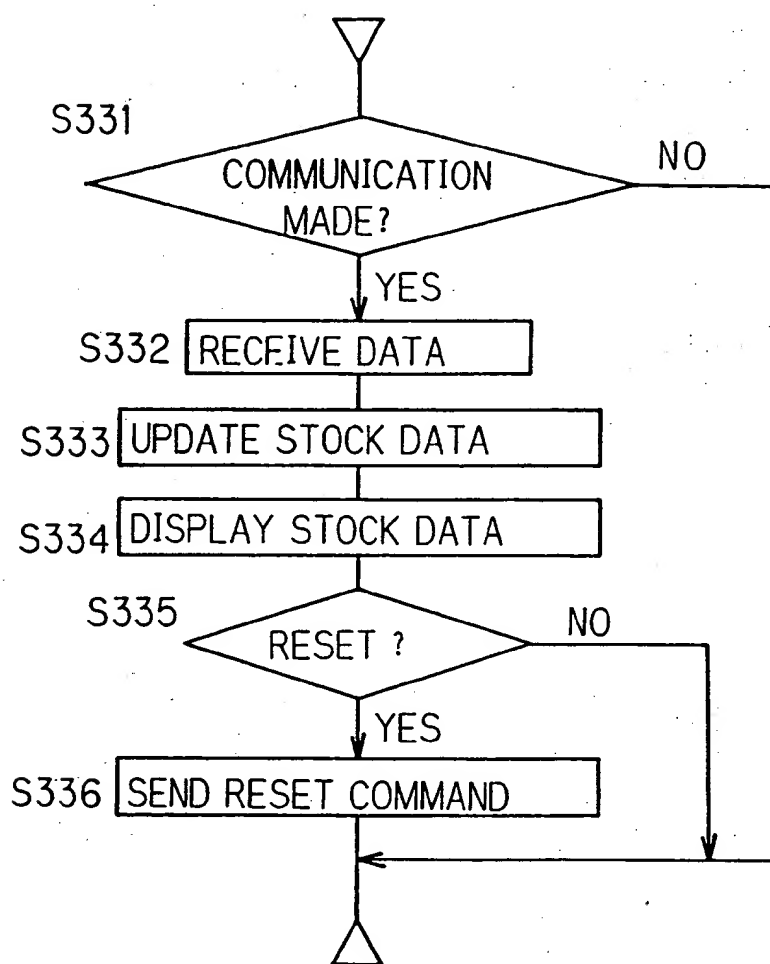 S331
COMMUNICATION
MADE?
NO
YES
S332
RECEIVE DATA
S333
UPDATE STOCK DATA
S334
DISPLAY STOCK DATA
S335
RESET ?
NO
YES
S336
SEND RESET COMMAND